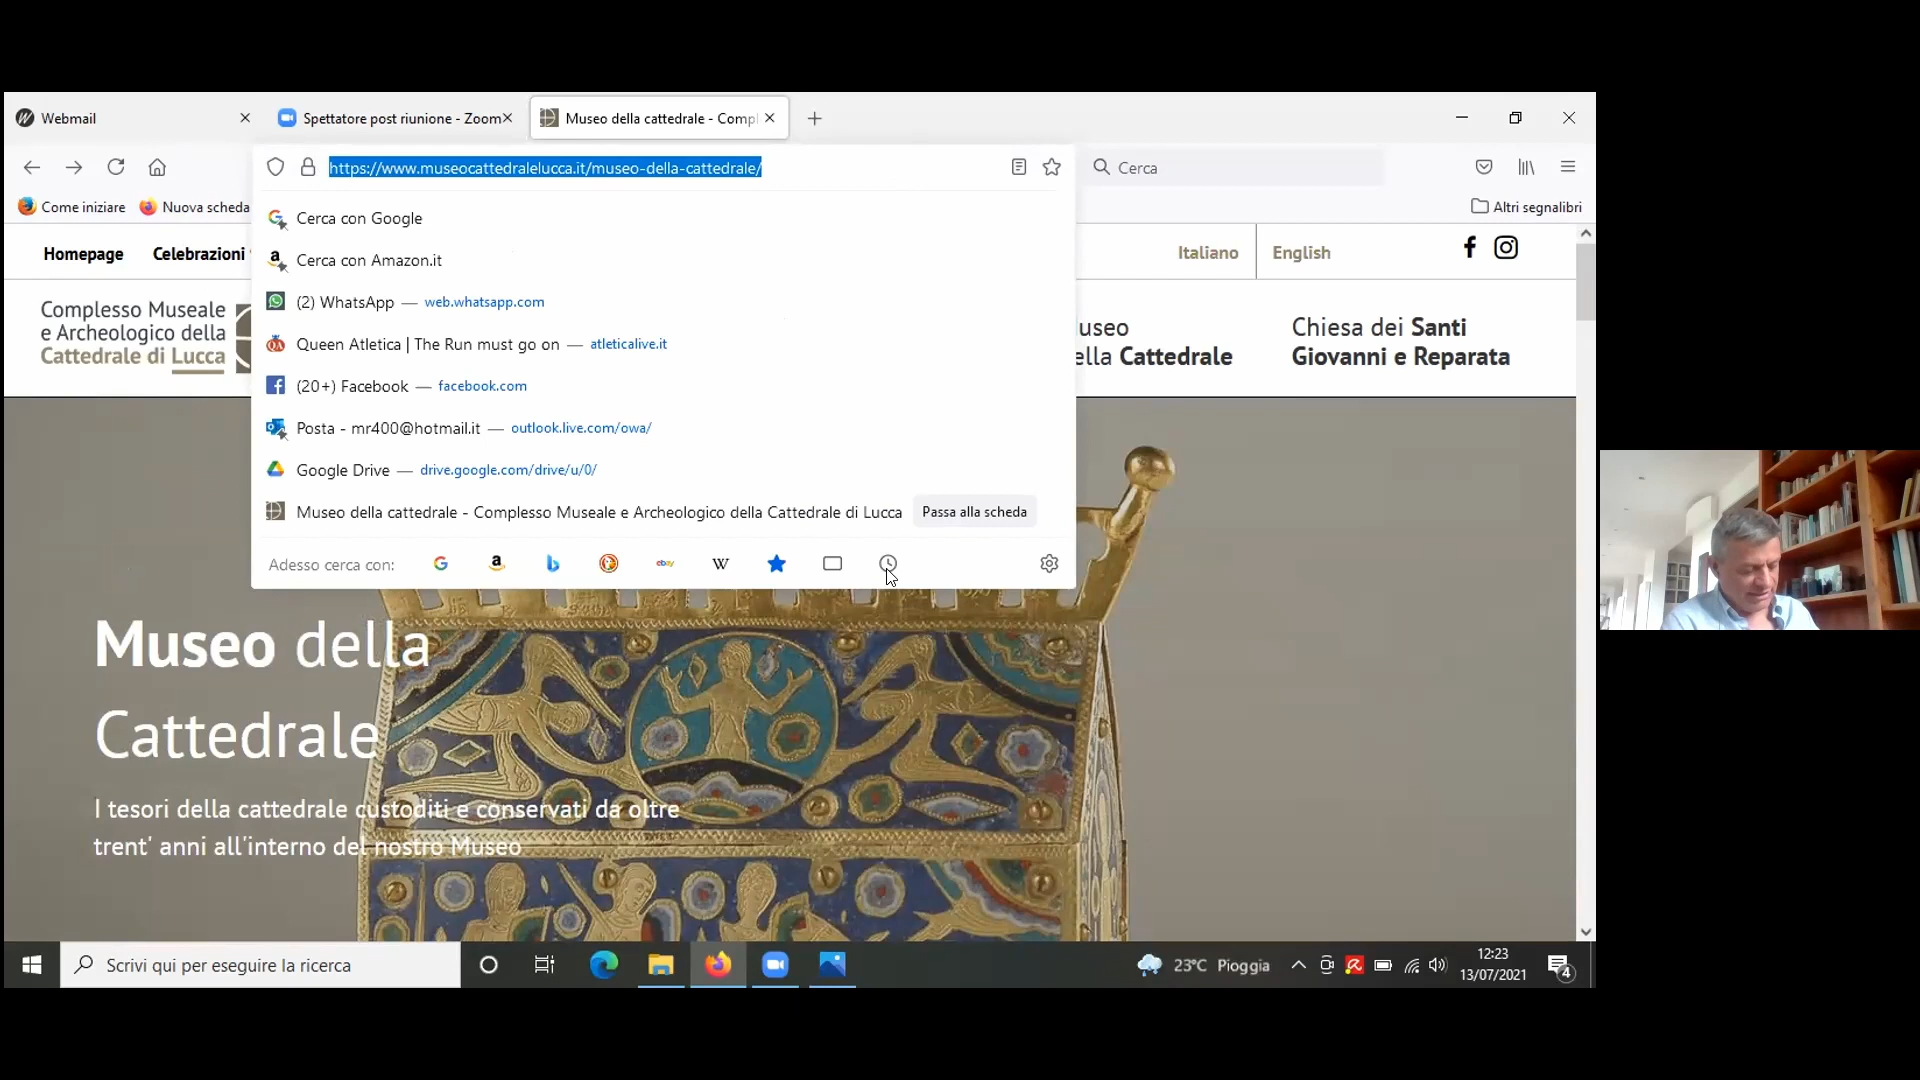 Webmail
Spettatore post riunione - Zoom
Museo della cattedrale - Compl
https://www.museocattedralelucca.it/museo-della-cattedrale/
Cerca
Come iniziare
Nuova scheda
Altri segnalibri
Cerca con Google
Cerca con Amazon.it
(2) WhatsApp — web.whatsapp.com
Queen Atletica | The Run must go on — atleticalive.it
(20+) Facebook — facebook.com
Posta - mr400@hotmail.it — outlook.live.com/owa/
Google Drive — drive.google.com/drive/u/0/
Museo della cattedrale - Complesso Museale e Archeologico della Cattedrale di Lucca Passa alla scheda
Adesso cerca con:
Homepage
Celebrazioni
Italiano
English
Complesso Museale
e Archeologico della
Cattedrale di Lucca
useo
ella Cattedrale
Chiesa dei Santi
Giovanni e Reparata
Museo della
Cattedrale
I tesori della cattedrale custoditi e conservati da oltre
trent' anni all'interno del nostro Museo
Scrivi qui per eseguire la ricerca
23°C Pioggia
12:23
13/07/2021
4